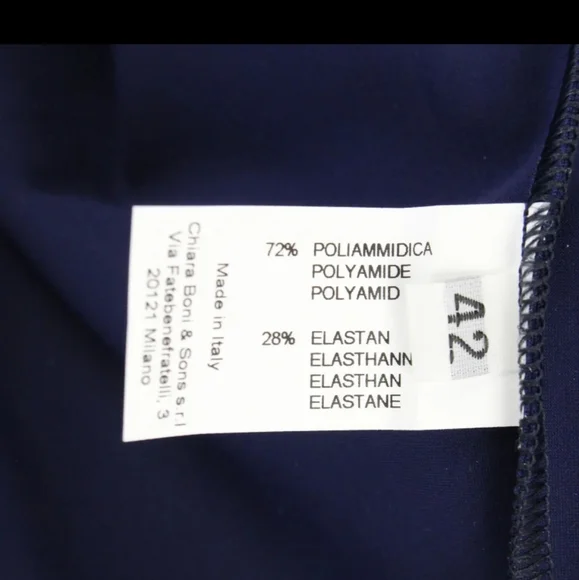 72% POLIAMMIDICA
POLYAMIDE
POLYAMID
28% ELASTAN
ELASTHANN
ELASTHAN
ELASTANE
42
Made in Italy
Chiara Boni & Sons s.r.l
Via Fatebenefratelli, 3
20121 Milano